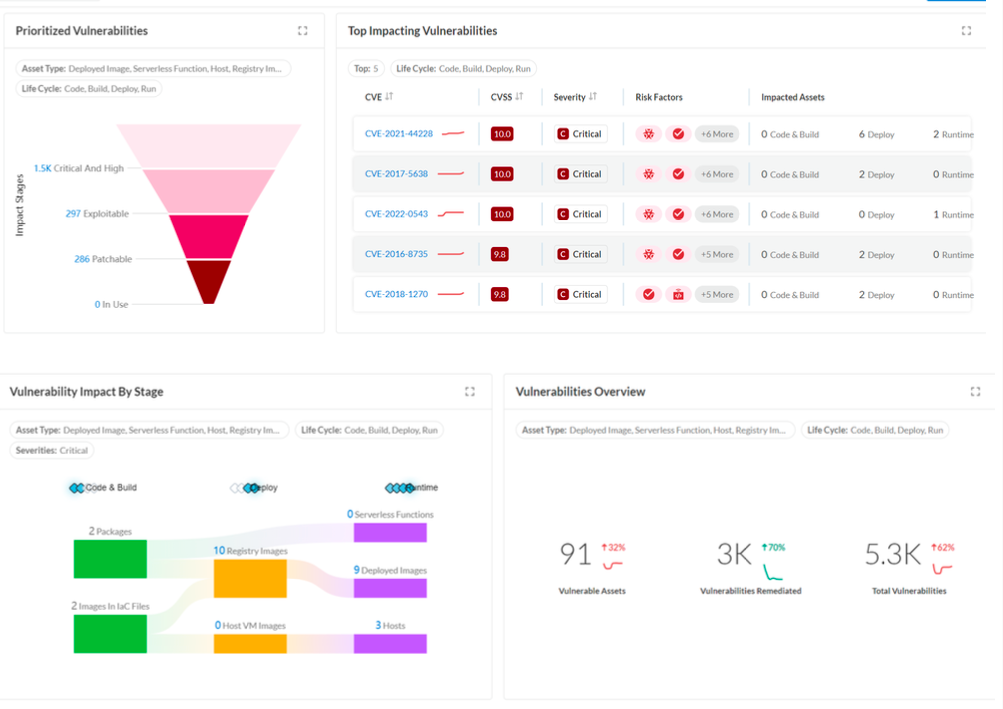 Prioritized Vulnerabilities
Asset Type: Deployed Image, Serverless Function, Host, Registry Im...
Life Cycle: Code, Build, Deploy, Run
Impact Stages
1.5K Critical And High
297 Exploitable
286 Patchable
0 In Use
Top Impacting Vulnerabilities
Top: 5 Life Cycle: Code, Build, Deploy, Run
CVE CVSS Severity Risk Factors Impacted Assets
CVE-2021-44228 10.0 C Critical +6 More 0 Code & Build 6 Deploy 2 Runtime
CVE-2017-5638 10.0 C Critical +6 More 0 Code & Build 2 Deploy 0 Runtime
CVE-2022-0543 10.0 C Critical +6 More 0 Code & Build 0 Deploy 1 Runtime
CVE-2016-8735 9.8 C Critical +5 More 0 Code & Build 2 Deploy 0 Runtime
CVE-2018-1270 9.8 C Critical +5 More 0 Code & Build 2 Deploy 0 Runtime
Vulnerability Impact By Stage
Asset Type: Deployed Image, Serverless Function, Host, Registry Im... Life Cycle: Code, Build, Deploy, Run
Severities: Critical
Code & Build
2 Packages
2 Images In IaC Files
10 Registry Images
0 Host VM Images
0 Serverless Functions
9 Deployed Images
3 Hosts
Vulnerabilities Overview
Asset Type: Deployed Image, Serverless Function, Host, Registry Im... Life Cycle: Code, Build, Deploy, Run
91 32% 3K 70% 5.3K 62%
Vulnerable Assets Vulnerabilities Remediated Total Vulnerabilities